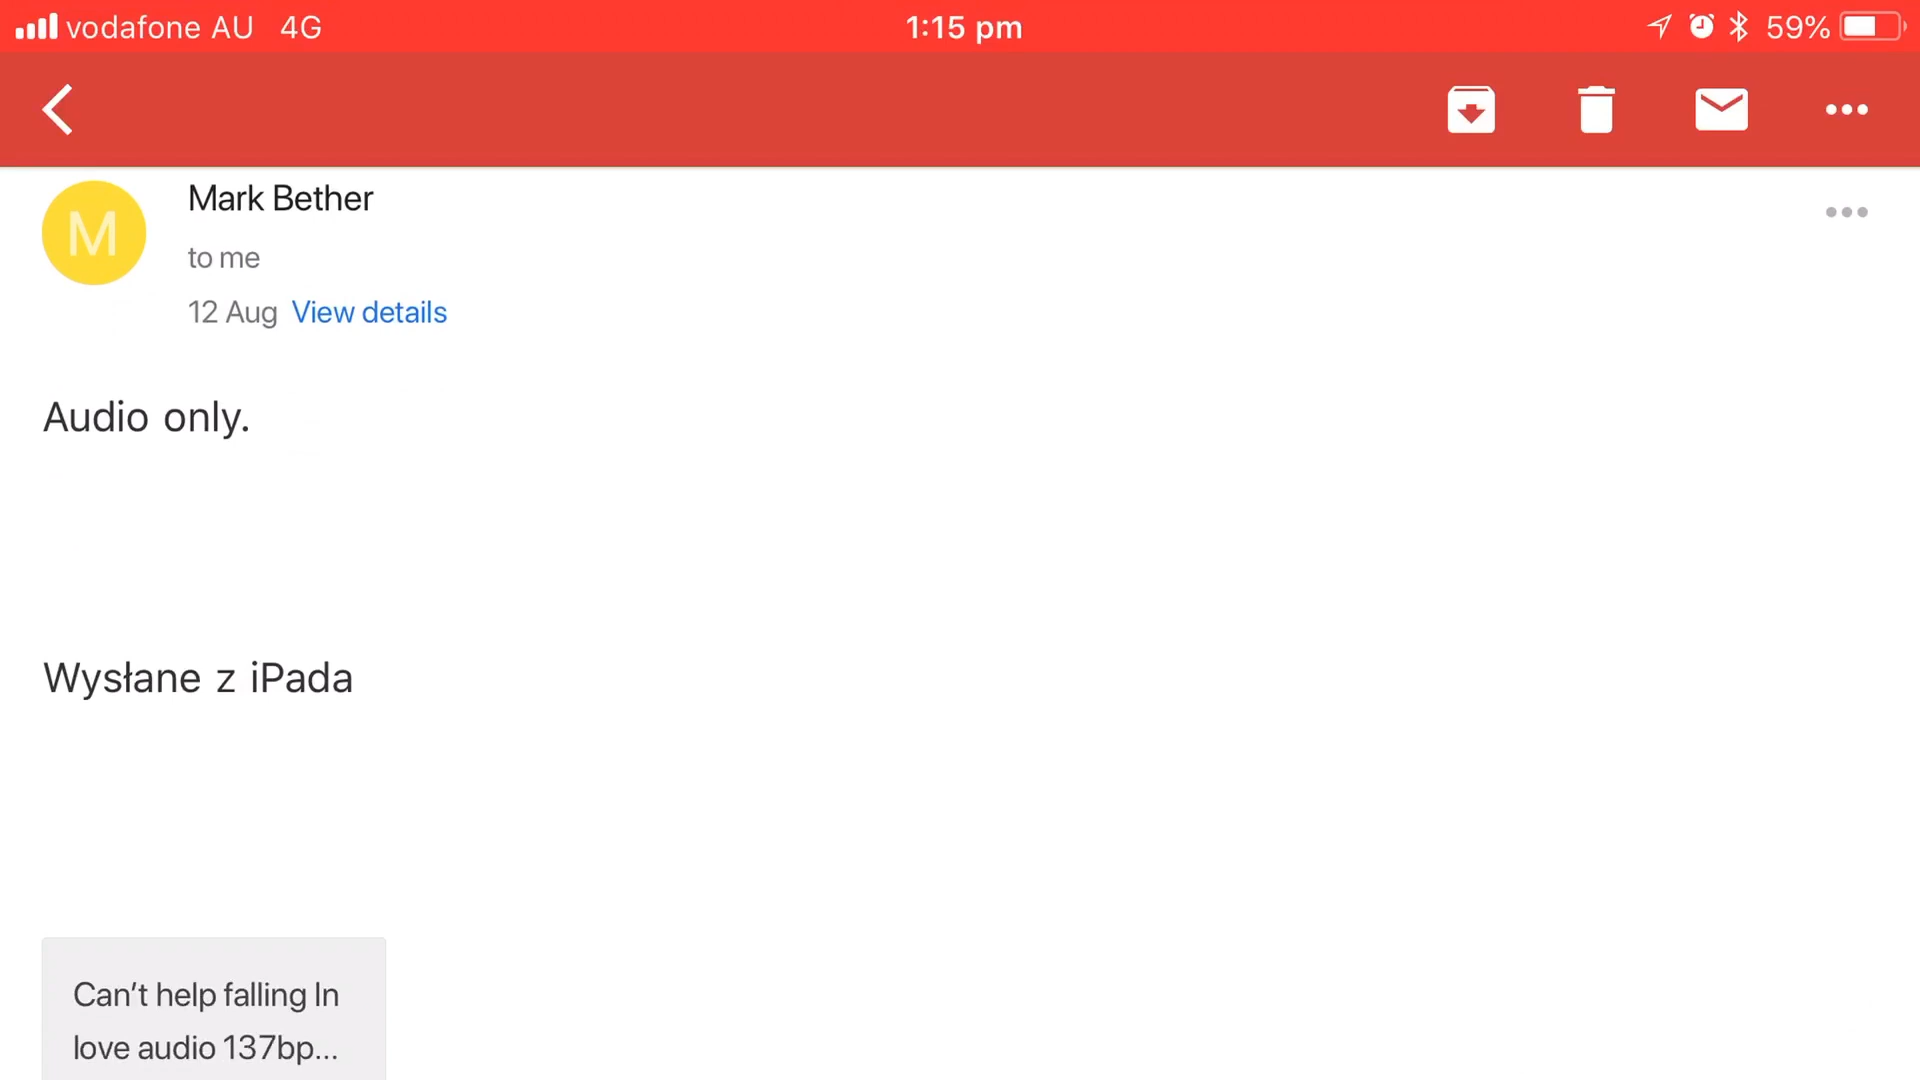 vodafone AU 4G 1:15 pm 59%
Mark Bether
M
to me
12 Aug View details
Audio only.
Wysłane z iPada
Can't help falling In
love audio 137bp...